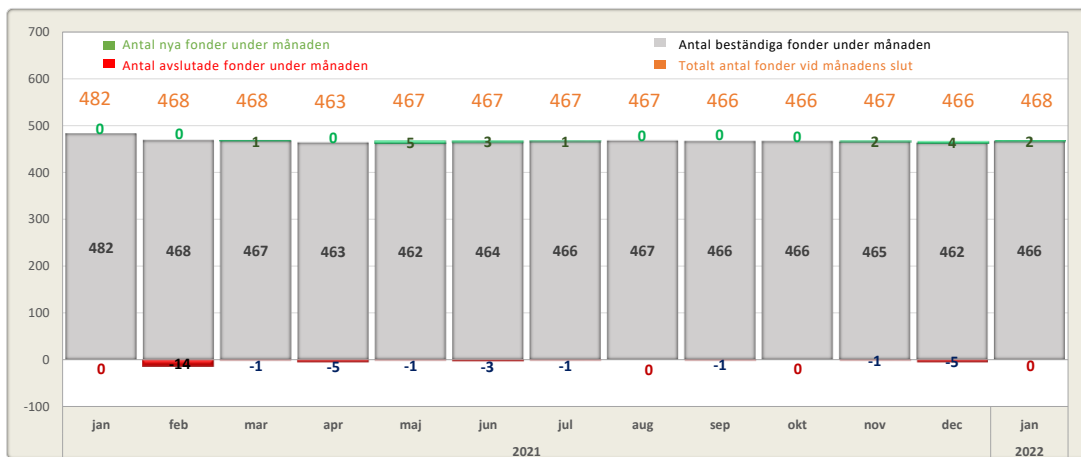 700
Antal nya fonder under månaden Antal beständiga fonder under månaden
Antal avslutade fonder under månaden Totalt antal fonder vid månadens slut
600
482 468 468 463 467 467 467 467 466 466 467 466 468
500
0 0 1 0 5 3 1 0 0 0 2 4 2
400
300
482 468 467 463 462 464 466 467 466 466 465 462 466
200
100
0
0 -14 -1 -5 -1 -3 -1 0 -1 0 -1 -5 0
-100
jan feb mar apr maj jun jul aug sep okt nov dec jan
2021 2022